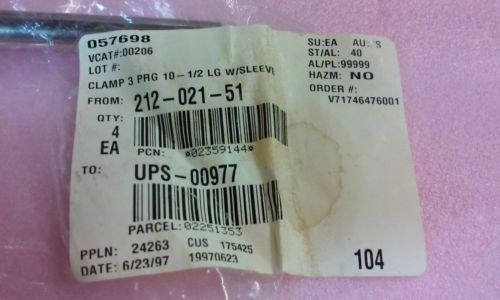 057698
VCAT#:00206
LOT #:
CLAMP 3 PRG 10-1/2 LG W/SLEEVE
FROM: 212-021-51
QTY:
4
EA
PCN: *02359144*
TO: UPS-00977
PARCEL: 02251353
PPLN: 24263 CUS 175425
DATE: 6/23/97 19970623
SU:EA AU:
ST/AL: 40
AL/PL:99999
HAZM: NO
ORDER #:
V71746476001
104